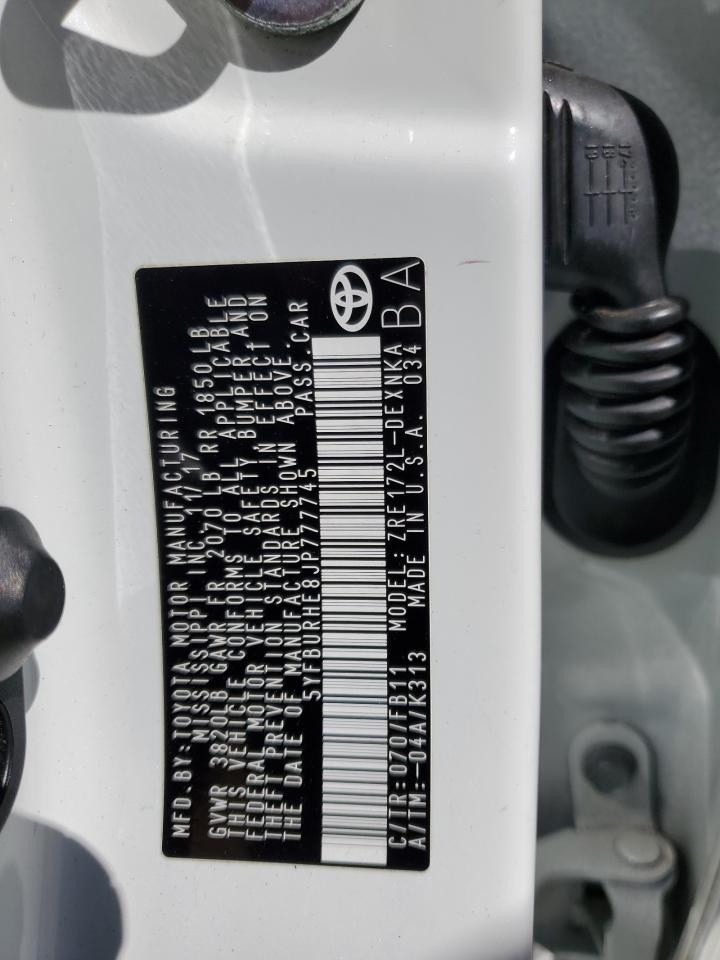 MFD.BY:TOYOTA MOTOR MANUFACTURING
MISSISSIPPI INC 11/17
GVWR 3820LB GAWR FR 2070 LB RR 1850LB
THIS VEHICLE CONFORMS TO ALL APPLICABLE
FEDERAL MOTOR VEHICLE SAFETY, BUMPER, AND
THEFT PREVENTION STANDARDS IN EFFECT ON
THE DATE OF MANUFACTURE SHOWN ABOVE.
5YFBURHE8JP777745 PASS.CAR
C/TR:070/FB11 MODEL:ZRE172L-DEXNKA
A/TM:-04A/K313 MADE IN U.S.A. 034
BA
17
18
19